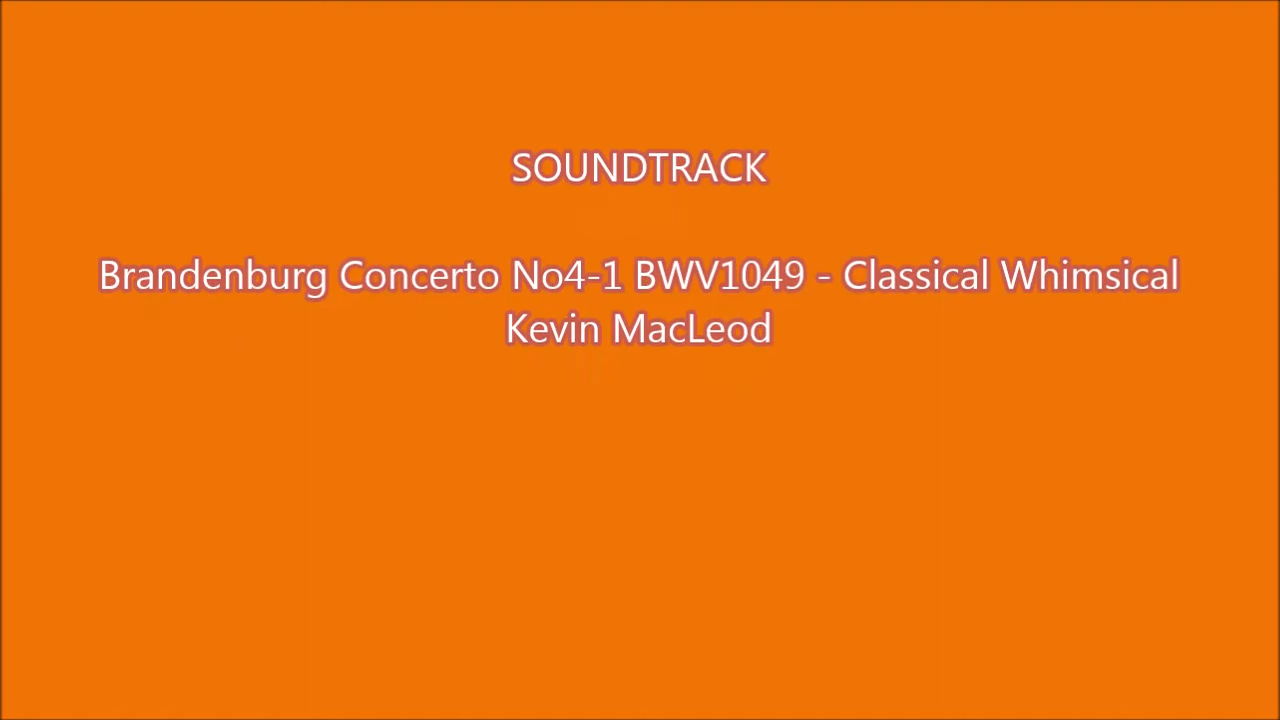 SOUNDTRACK
Brandenburg Concerto No4-1 BWV1049 - Classical Whimsical
Kevin MacLeod